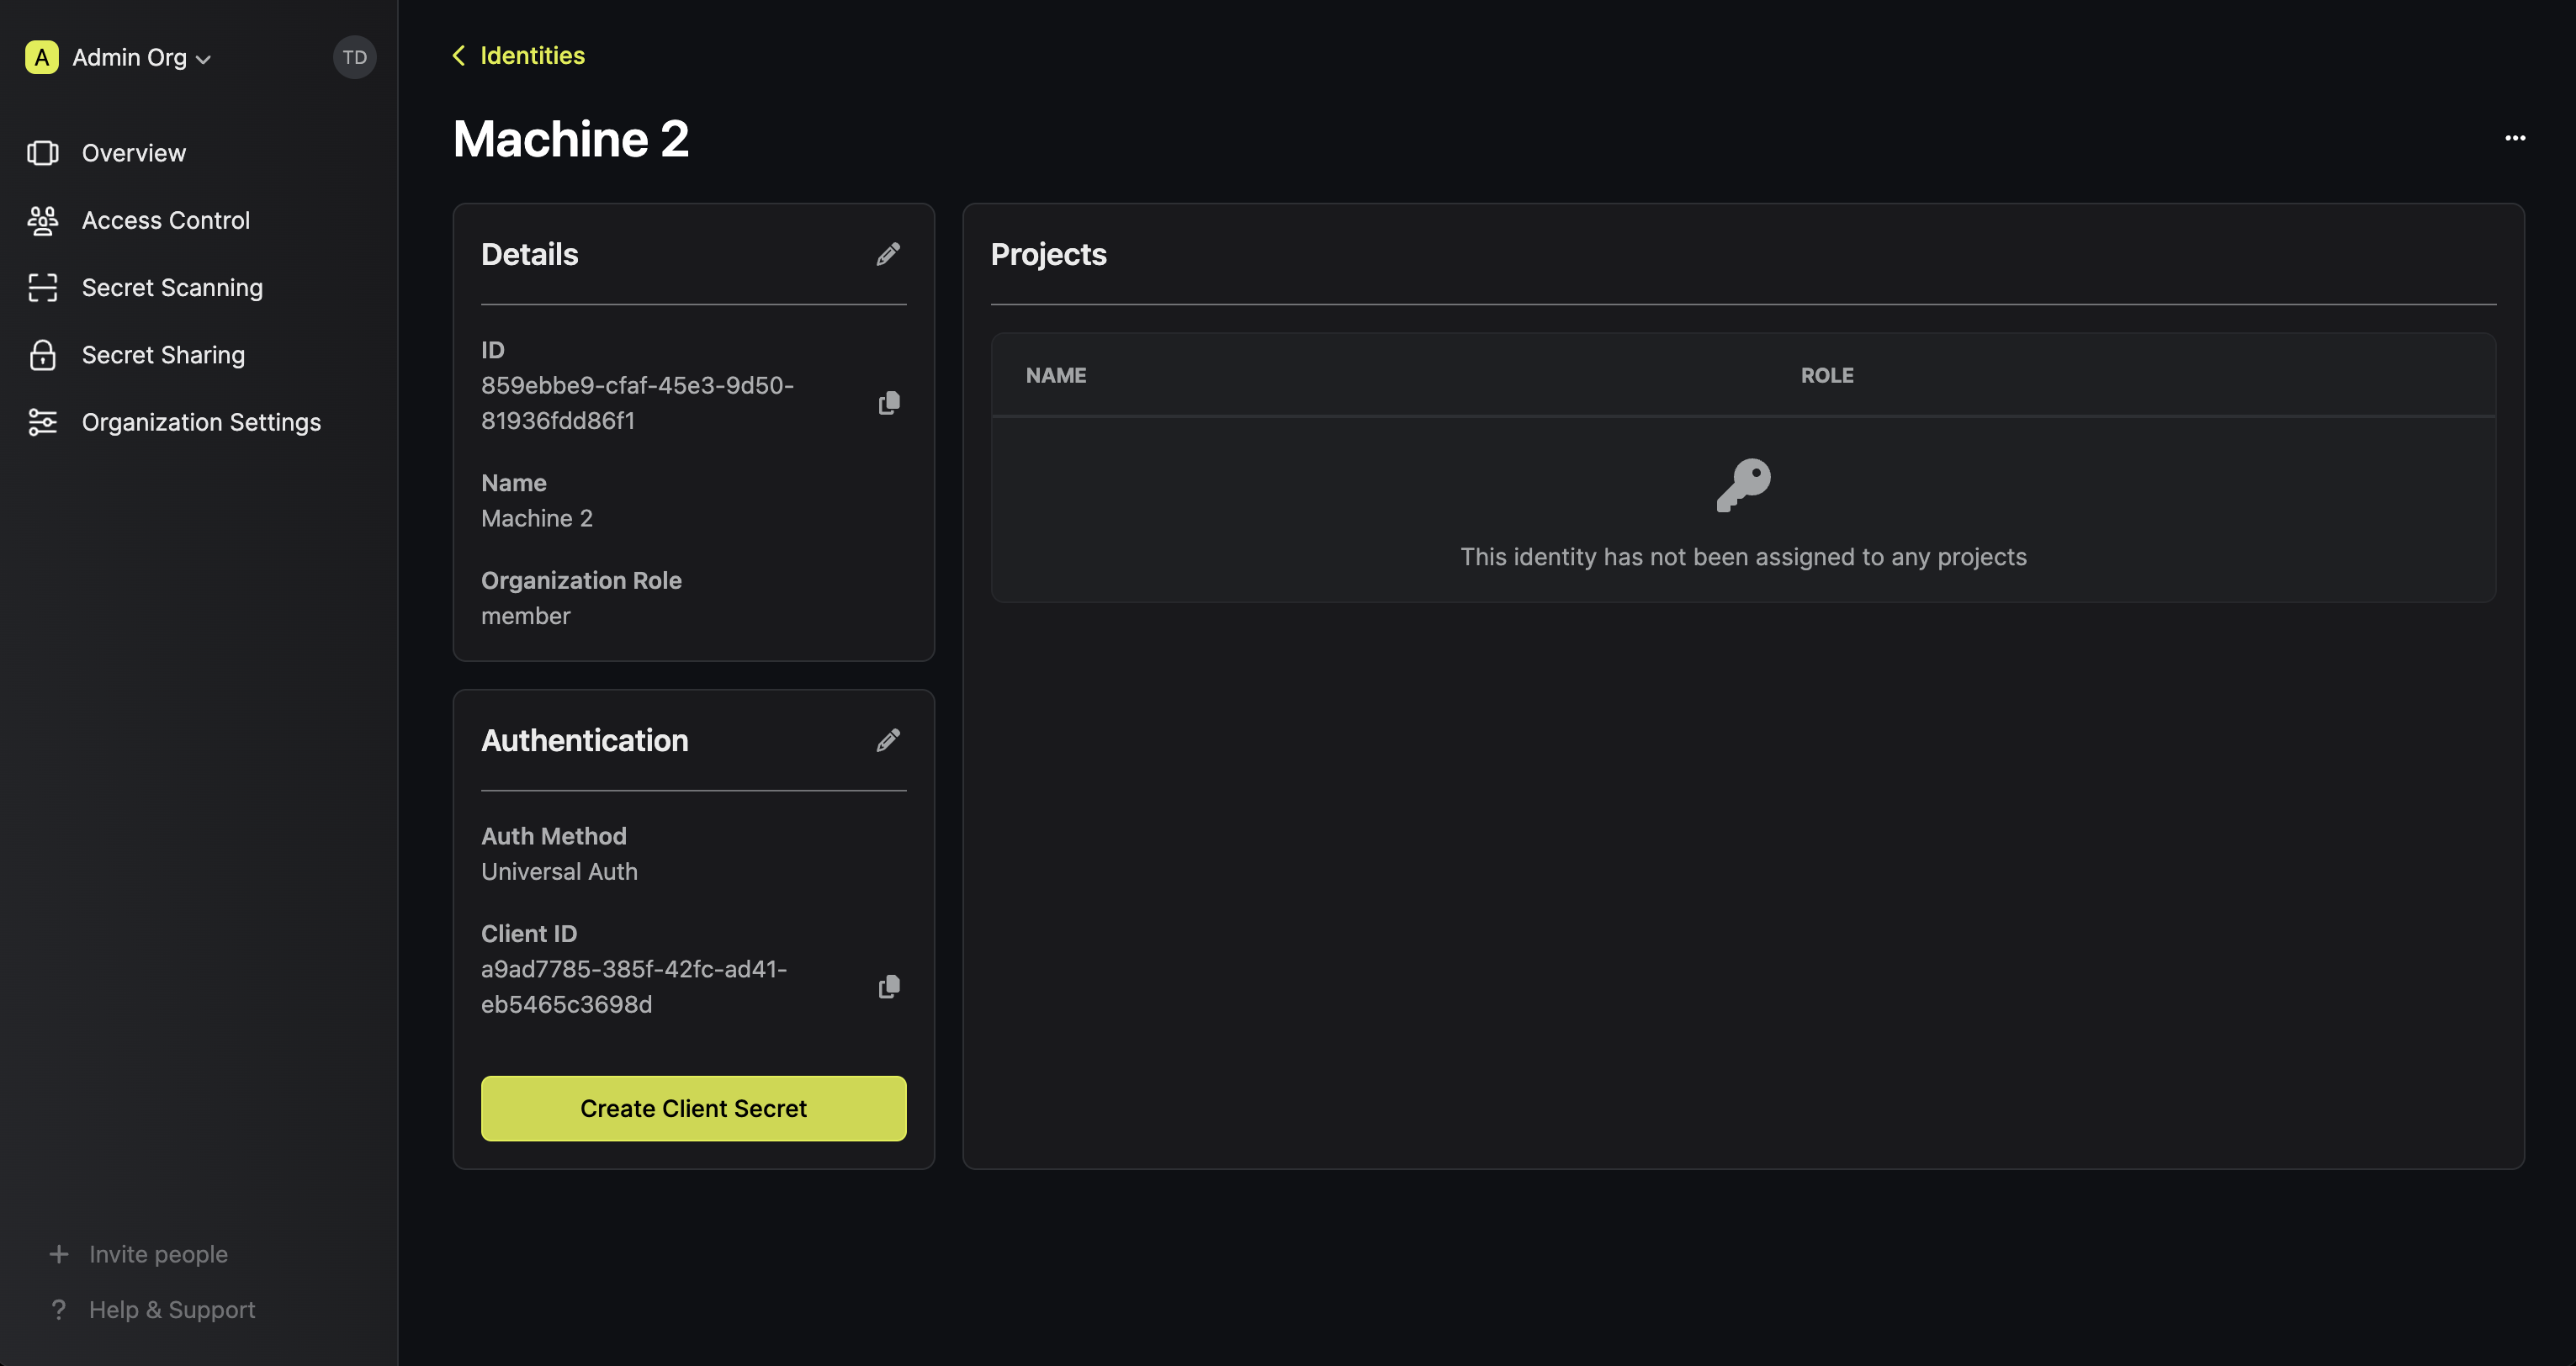 A Admin Org TD
Overview
Access Control
Secret Scanning
Secret Sharing
Organization Settings
+ Invite people
? Help & Support
Identities
Machine 2
Details
ID
859ebbe9-cfaf-45e3-9d50-
81936fdd86f1
Name
Machine 2
Organization Role
member
Authentication
Auth Method
Universal Auth
Client ID
a9ad7785-385f-42fc-ad41-
eb5465c3698d
Create Client Secret
Projects
NAME ROLE
This identity has not been assigned to any projects